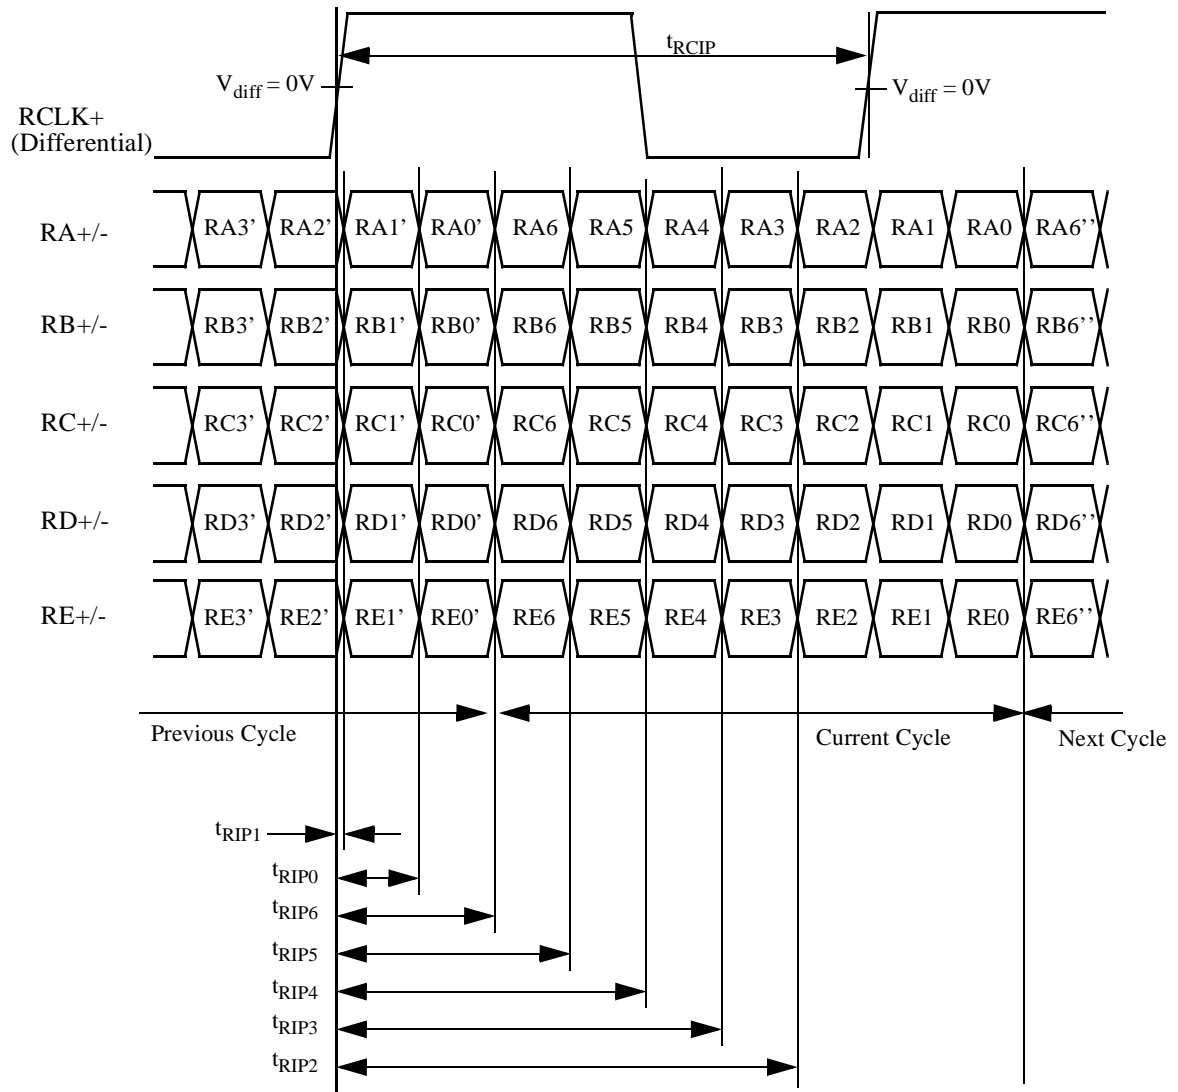 tRCIP
Vdiff = 0V
Vdiff = 0V
RCLK+
(Differential)
RA+/- RA3’ RA2’ RA1’ RA0’ RA6 RA5 RA4 RA3 RA2 RA1 RA0 RA6’’
RB+/- RB3’ RB2’ RB1’ RB0’ RB6 RB5 RB4 RB3 RB2 RB1 RB0 RB6’’
RC+/- RC3’ RC2’ RC1’ RC0’ RC6 RC5 RC4 RC3 RC2 RC1 RC0 RC6’’
RD+/- RD3’ RD2’ RD1’ RD0’ RD6 RD5 RD4 RD3 RD2 RD1 RD0 RD6’’
RE+/- RE3’ RE2’ RE1’ RE0’ RE6 RE5 RE4 RE3 RE2 RE1 RE0 RE6’’
Previous Cycle Current Cycle Next Cycle
tRIP1
tRIP0
tRIP6
tRIP5
tRIP4
tRIP3
tRIP2